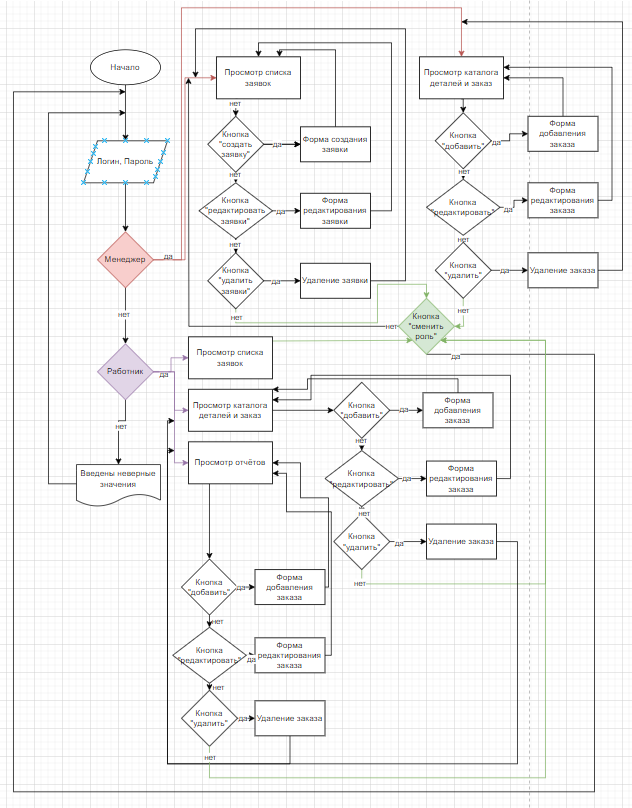 Начало
Логин, Пароль
Менеджер
да
нет
Работник
да
нет
Введены неверные
значения
Просмотр списка
заявок
нет
Кнопка
"создать
заявку"
да
Форма создания
заявки
нет
Кнопка
"редактировать
заявки"
да
Форма
редактирования
заявки
нет
Кнопка
"удалить
заявки"
да
Удаление заявки
нет
Просмотр каталога
деталей и заказ
Кнопка
"добавить"
да
Форма
добавления
заказа
нет
Кнопка
"редактировать"
да
Форма
редактирования
заказа
нет
Кнопка
"удалить"
да
Удаление заказа
нет
Кнопка
"сменить
роль"
нет
да
Просмотр списка
заявок
Просмотр каталога
деталей и заказ
Просмотр отчётов
Кнопка
"добавить"
да
Форма
добавления
заказа
нет
Кнопка
"редактировать"
да
Форма
редактирования
заказа
нет
Кнопка
"удалить"
да
Удаление заказа
нет
Кнопка
"добавить"
да
Форма
добавления
заказа
нет
Кнопка
"редактировать"
да
Форма
редактирования
заказа
нет
Кнопка
"удалить"
да
Удаление заказа
нет